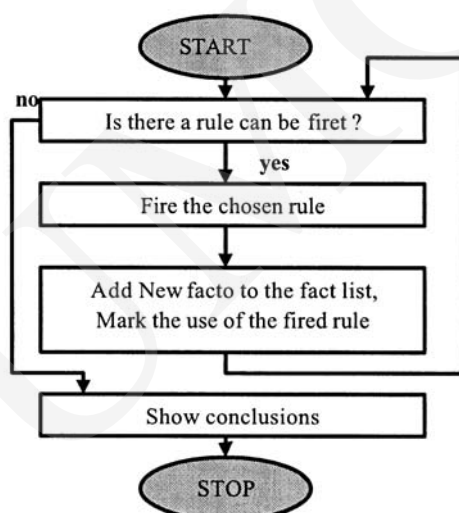 START
no
Is there a rule can be firet ?
yes
Fire the chosen rule
Add New facto to the fact list,
Mark the use of the fired rule
Show conclusions
STOP